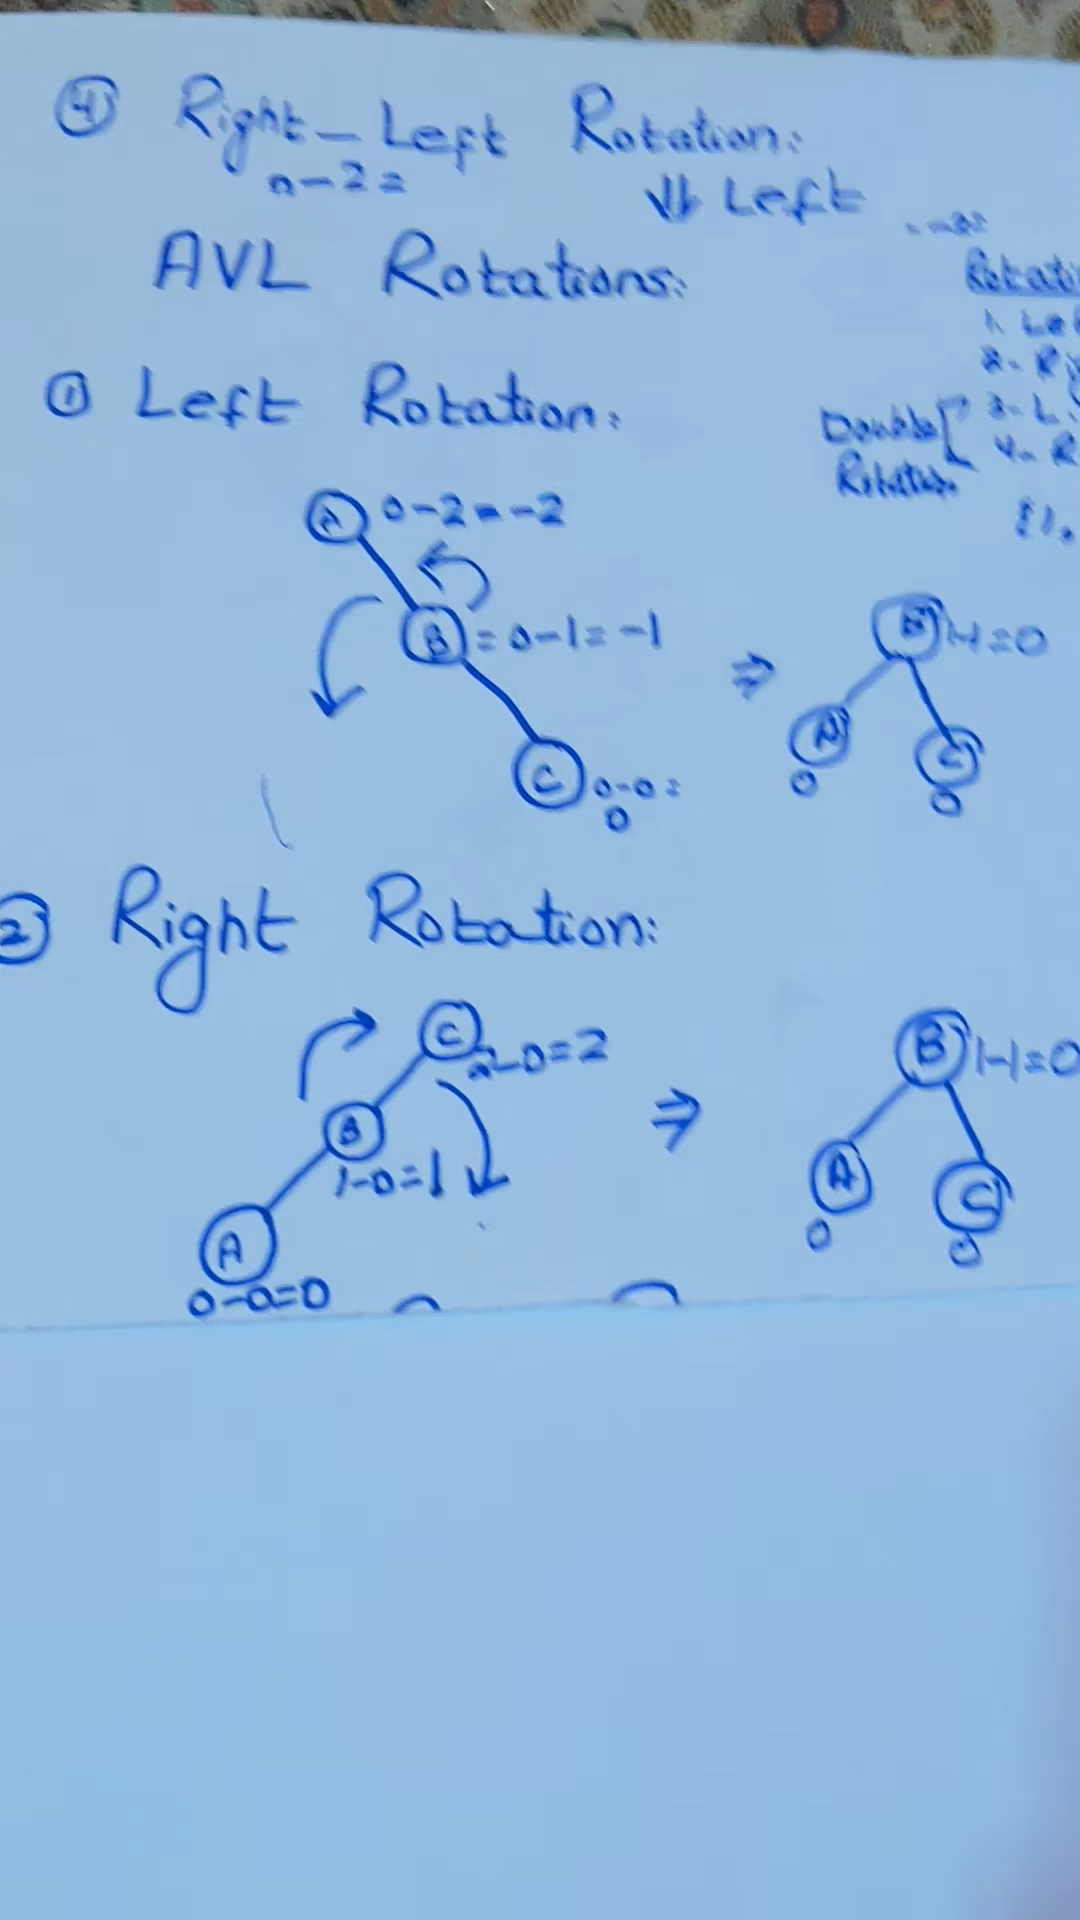 ④ Right-Left Rotation:
0-2=
⇓ Left
AVL Rotations:
① Left Rotation:
Double
Rotation.
1.
2.
3. L.
4. R
A 0-2=-2
B =0-1=-1
C 0-0=
0
⇒
B 1-1=0
A
0
C
0
② Right Rotation:
C 2-0=2
B
1-0=1
A
0-0=0
⇒
B 1-1=0
A
0
C
0